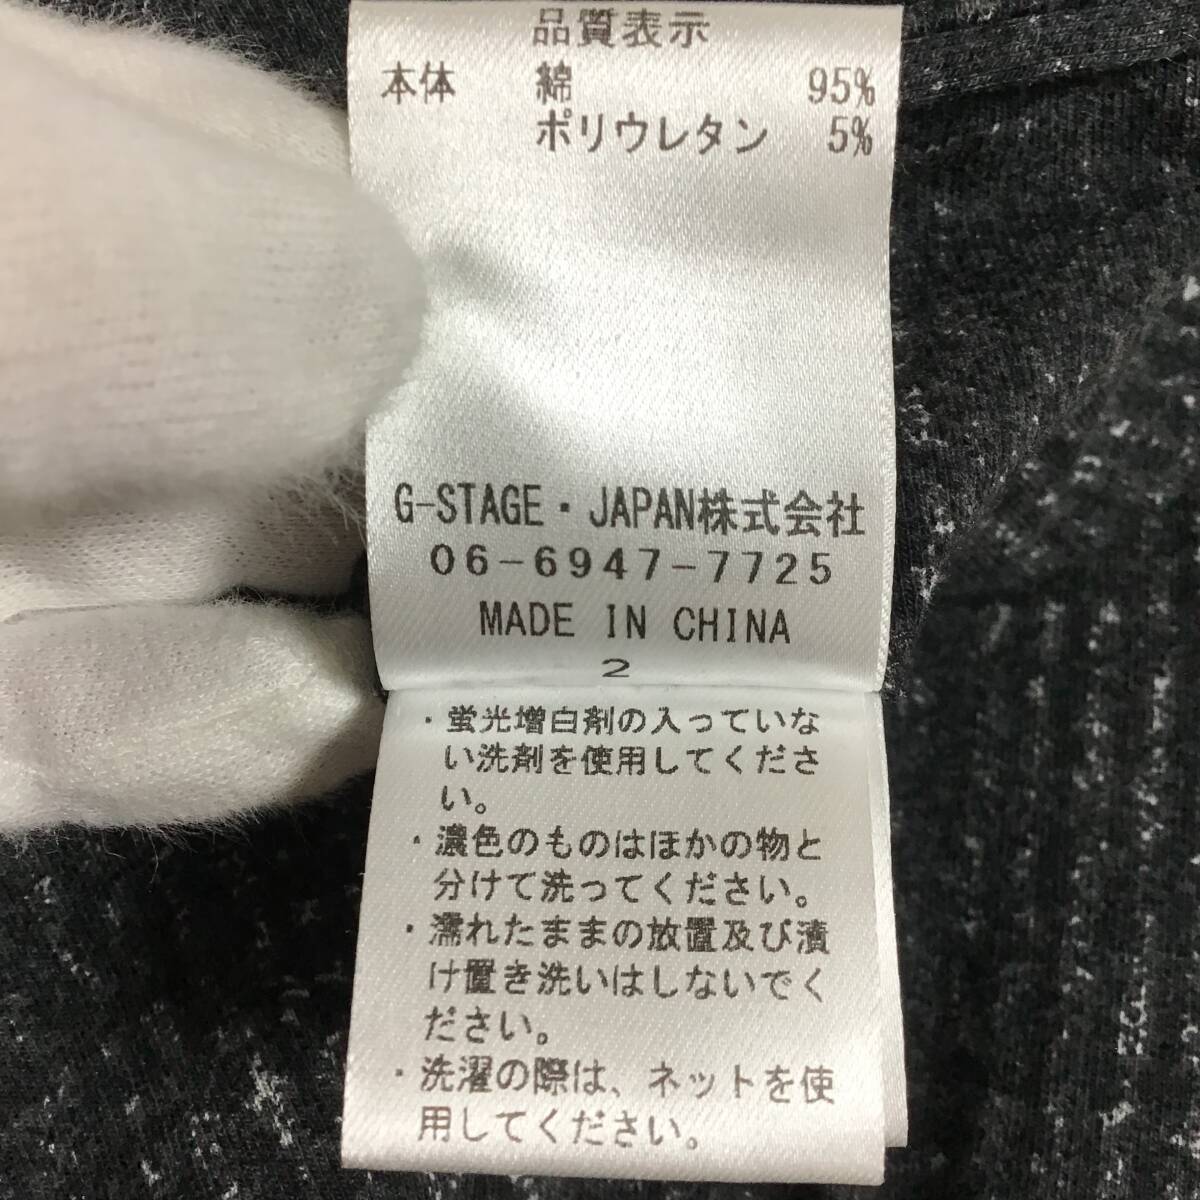 品質表示
本体 綿 95%
ポリウレタン 5%
G-STAGE・JAPAN株式会社
06-6947-7725
MADE IN CHINA
2
・蛍光増白剤の入っていな
い洗剤を使用してくださ
い。
・濃色のものはほかの物と
分けて洗ってください。
・濡れたままの放置及び漬
け置き洗いはしないでく
ださい。
・洗濯の際は、ネットを使
用してください。